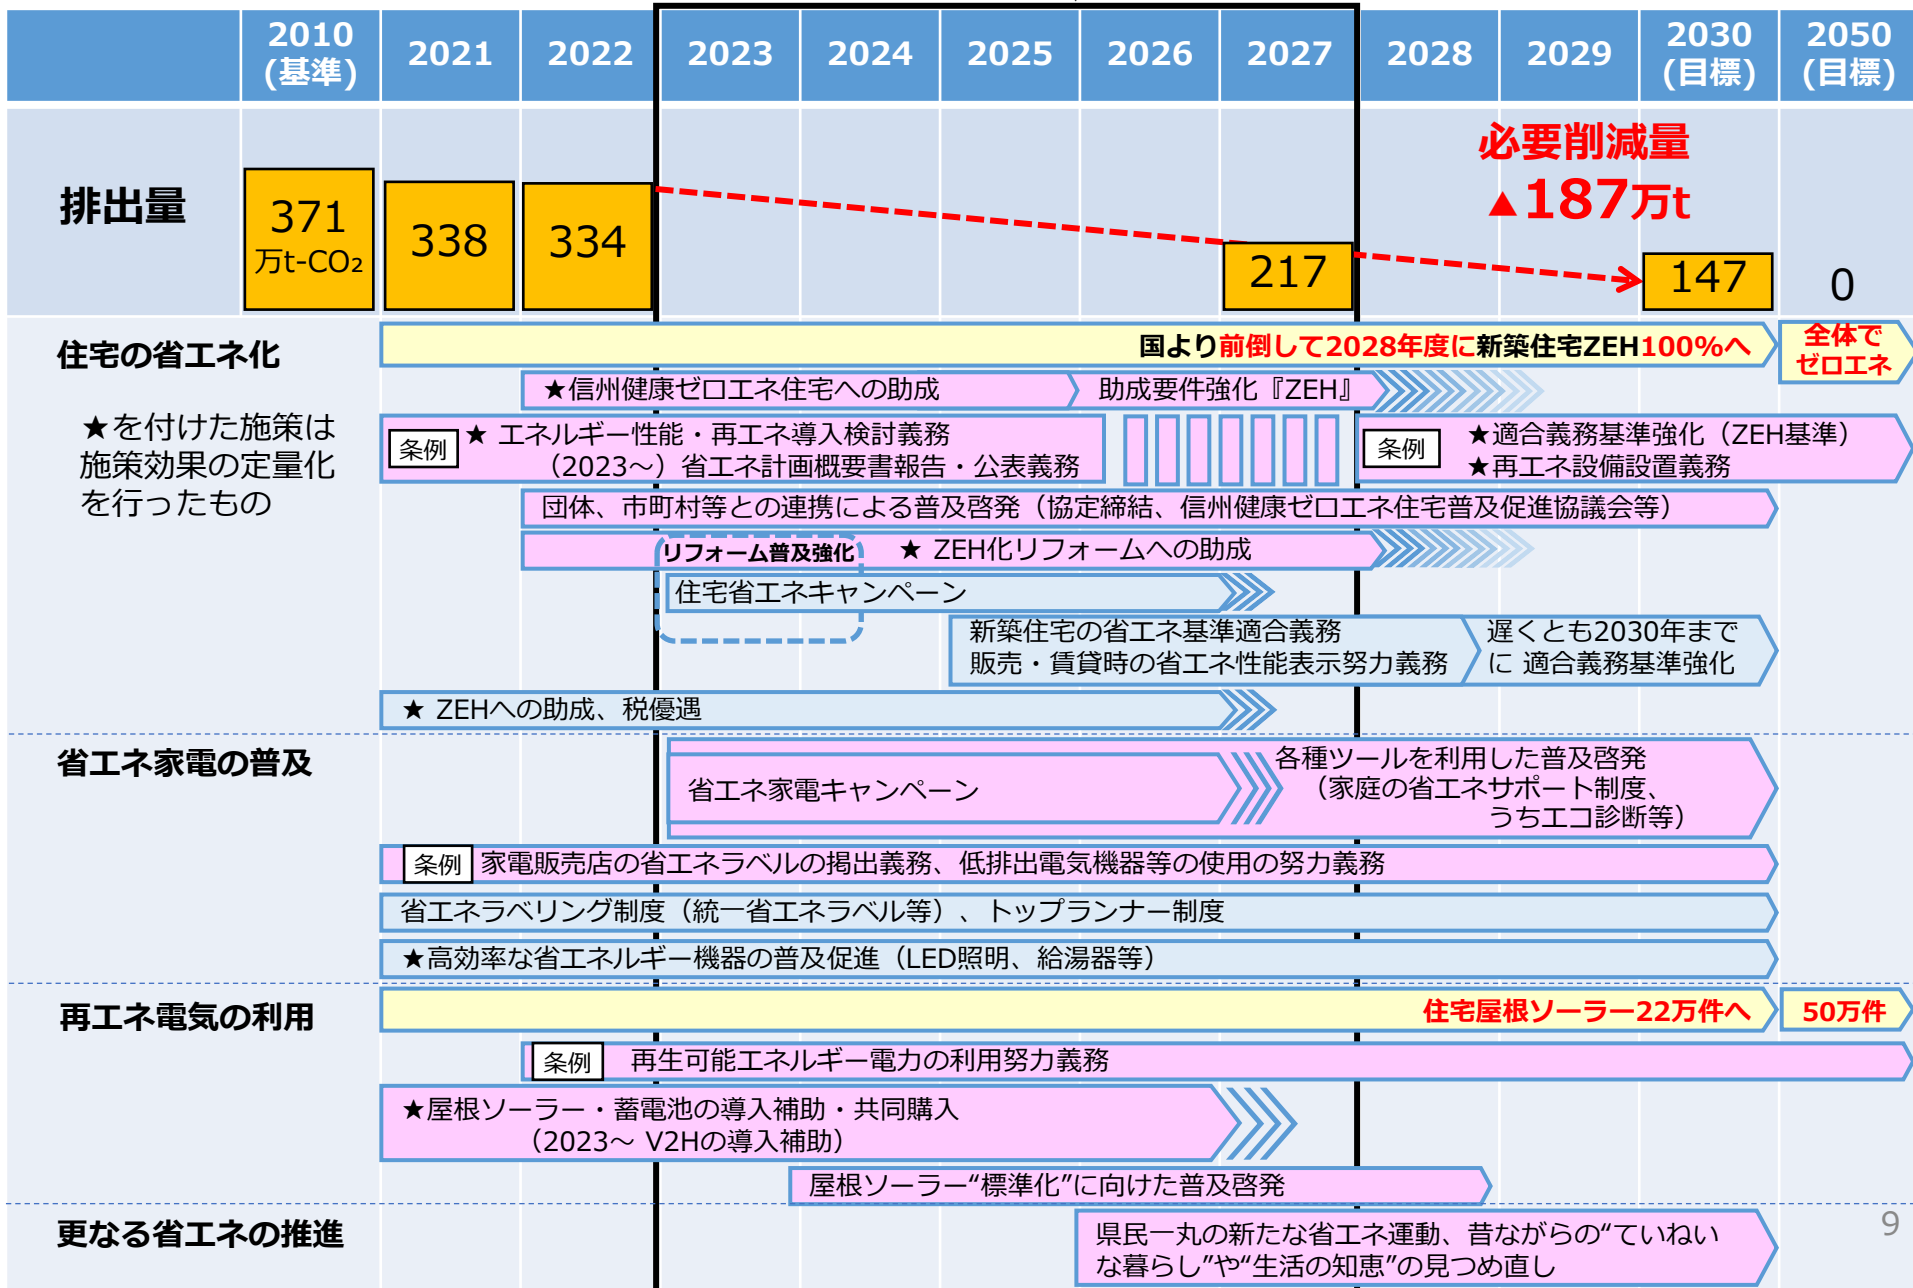 2010
(基準)
2021
2022
2023
2024
2025
2026
2027
2028
2029
2030
(目標)
2050
(目標)
排出量
371
万t-CO₂
338
334
217
必要削減量
▲187万t
147
0
住宅の省エネ化
★を付けた施策は
施策効果の定量化
を行ったもの
国より前倒して2028年度に新築住宅ZEH100%へ
全体で
ゼロエネ
★信州健康ゼロエネ住宅への助成
助成要件強化『ZEH』
条例
★ エネルギー性能・再エネ導入検討義務
（2023～）省エネ計画概要書報告・公表義務
条例
★適合義務基準強化（ZEH基準）
★再エネ設備設置義務
団体、市町村等との連携による普及啓発（協定締結、信州健康ゼロエネ住宅普及促進協議会等）
リフォーム普及強化
★ ZEH化リフォームへの助成
住宅省エネキャンペーン
新築住宅の省エネ基準適合義務
販売・賃貸時の省エネ性能表示努力義務
遅くとも2030年まで
に 適合義務基準強化
★ ZEHへの助成、税優遇
省エネ家電の普及
省エネ家電キャンペーン
各種ツールを利用した普及啓発
（家庭の省エネサポート制度、
うちエコ診断等）
条例
家電販売店の省エネラベルの掲出義務、低排出電気機器等の使用の努力義務
省エネラベリング制度（統一省エネラベル等）、トップランナー制度
★高効率な省エネルギー機器の普及促進（LED照明、給湯器等）
再エネ電気の利用
住宅屋根ソーラー22万件へ
50万件
条例
再生可能エネルギー電力の利用努力義務
★屋根ソーラー・蓄電池の導入補助・共同購入
（2023～ V2Hの導入補助）
屋根ソーラー“標準化”に向けた普及啓発
更なる省エネの推進
県民一丸の新たな省エネ運動、昔ながらの“ていねい
な暮らし”や“生活の知恵”の見つめ直し
9